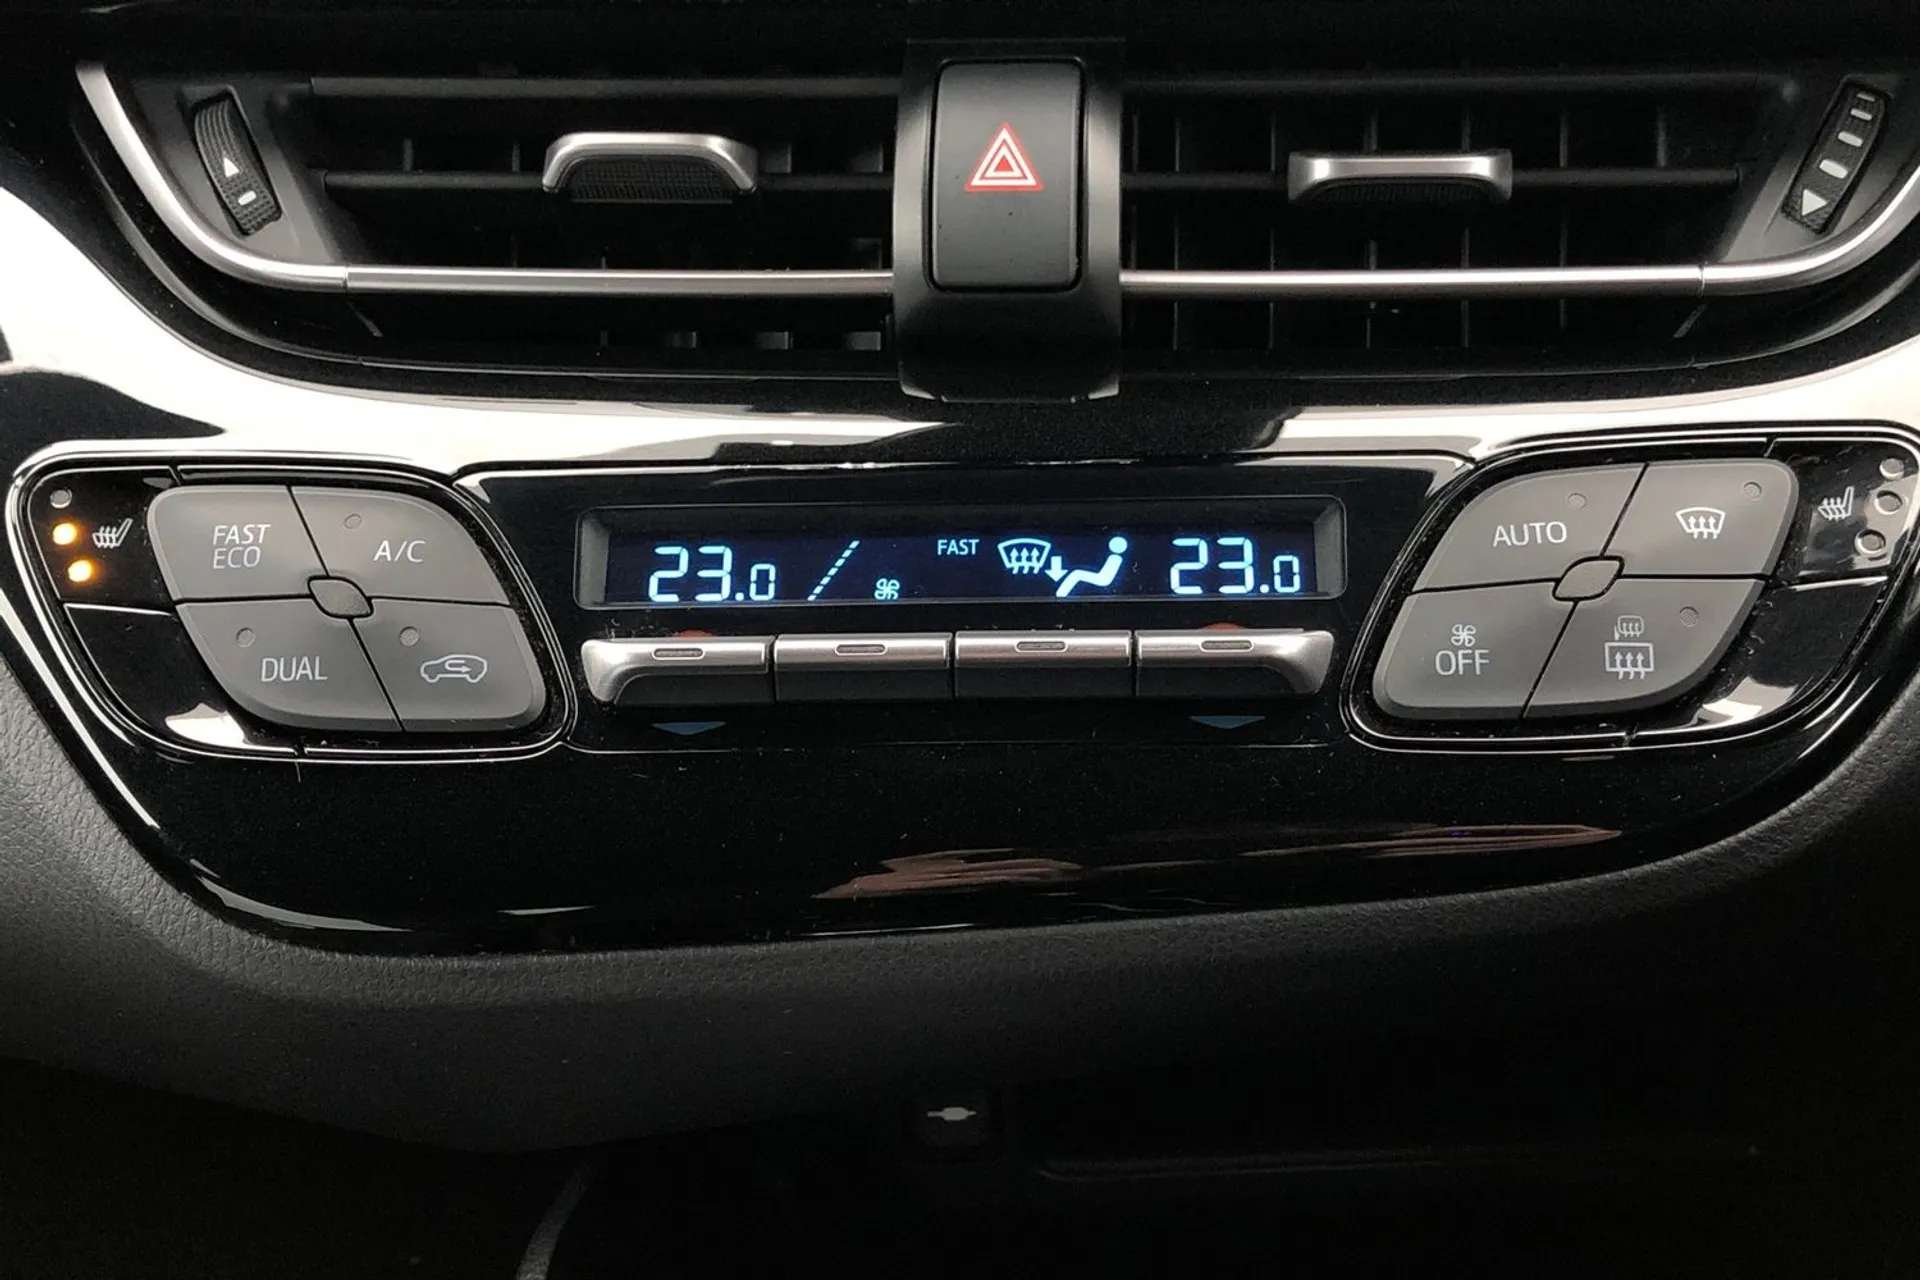 FAST
ECO
A/C
DUAL
23.0
FAST
23.0
AUTO
OFF